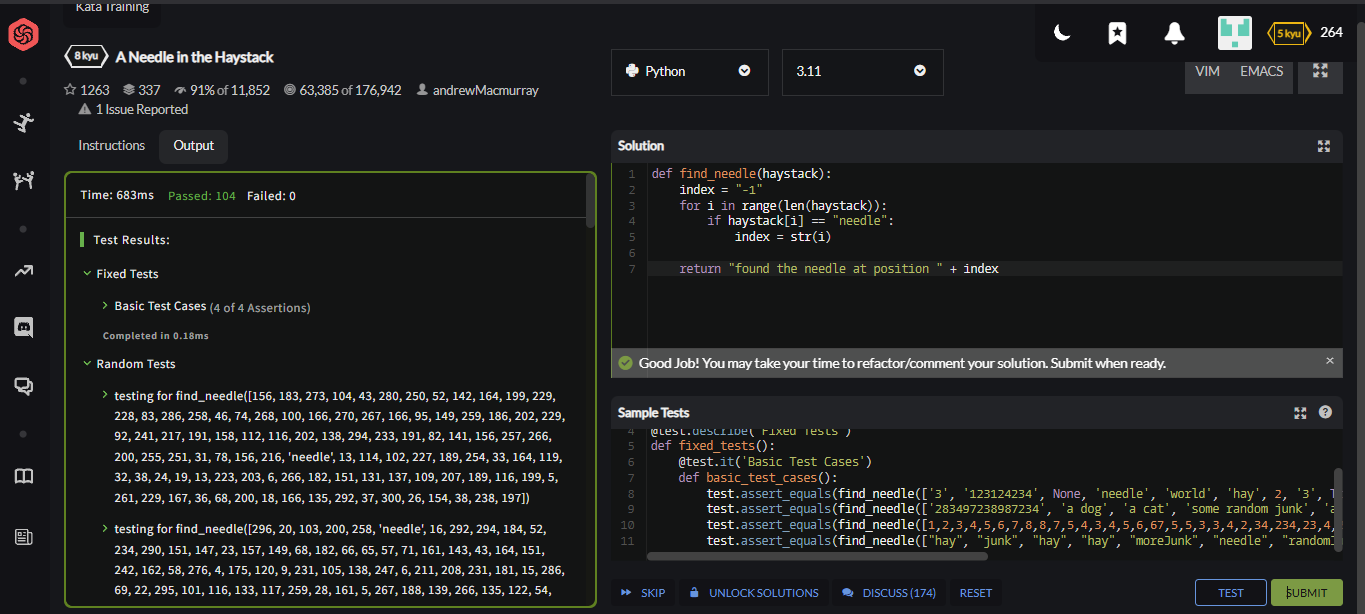 Kata Training
264
5 kyu
8 kyu A Needle in the Haystack
1263 337 91% of 11,852 63,385 of 176,942 andrewMacmurray
1 Issue Reported
Python
3.11
VIM EMACS
Instructions Output
Time: 683ms Passed: 104 Failed: 0
Test Results:
Fixed Tests
Basic Test Cases (4 of 4 Assertions)
Completed in 0.18ms
Random Tests
testing for find_needle([156, 183, 273, 104, 43, 280, 250, 52, 142, 164, 199, 229,
228, 83, 286, 258, 46, 74, 268, 100, 166, 270, 267, 166, 95, 149, 259, 186, 202, 229,
92, 241, 217, 191, 158, 112, 116, 202, 138, 294, 233, 191, 82, 141, 156, 257, 266,
200, 255, 251, 31, 78, 156, 216, 'needle', 13, 114, 102, 227, 189, 254, 33, 164, 119,
32, 38, 24, 19, 13, 223, 203, 6, 266, 182, 151, 131, 137, 109, 207, 189, 116, 199, 5,
261, 229, 167, 36, 68, 200, 18, 166, 135, 292, 37, 300, 26, 154, 38, 238, 197])
testing for find_needle([296, 20, 103, 200, 258, 'needle', 16, 292, 294, 184, 52,
234, 290, 151, 147, 23, 157, 149, 68, 182, 66, 65, 57, 71, 161, 143, 43, 164, 151,
242, 162, 58, 276, 4, 175, 120, 9, 231, 105, 138, 247, 6, 211, 208, 231, 181, 15, 286,
69, 22, 295, 101, 116, 133, 117, 259, 28, 161, 5, 267, 188, 139, 266, 135, 122, 54,
Solution
1 def find_needle(haystack):
2 index = "-1"
3 for i in range(len(haystack)):
4 if haystack[i] == "needle":
5 index = str(i)
6
7 return "found the needle at position " + index
Good Job! You may take your time to refactor/comment your solution. Submit when ready.
Sample Tests
4 @test.describe("Fixed Tests")
5 def fixed_tests():
6 @test.it('Basic Test Cases')
7 def basic_test_cases():
8 test.assert_equals(find_needle(['3', '123124234', None, 'needle', 'world', 'hay', 2, '3',
9 test.assert_equals(find_needle(['283497238987234', 'a dog', 'a cat', 'some random junk',
10 test.assert_equals(find_needle([1,2,3,4,5,6,7,8,8,7,5,4,3,4,5,6,67,5,5,3,3,4,2,34,234,23,4,
11 test.assert_equals(find_needle(["hay", "junk", "hay", "hay", "moreJunk", "needle",
SKIP UNLOCK SOLUTIONS DISCUSS (174) RESET TEST SUBMIT